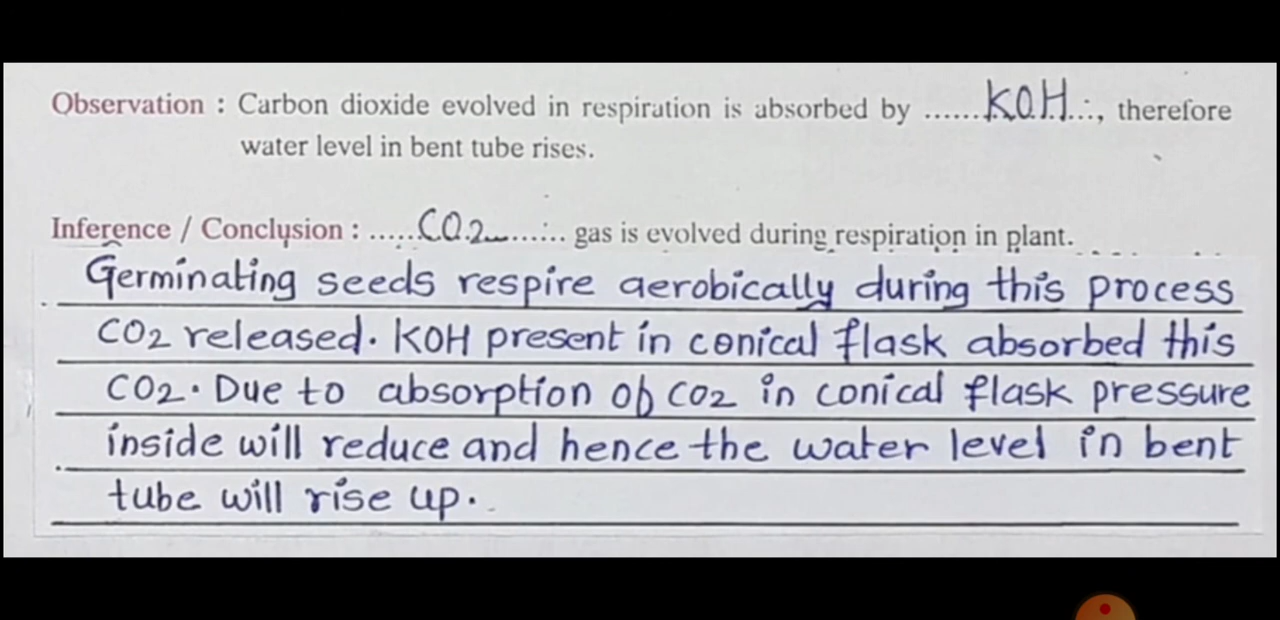 Observation : Carbon dioxide evolved in respiration is absorbed by ......KOH...., therefore
water level in bent tube rises.
Inference / Conclusion : ......CO2......... gas is evolved during respiration in plant.
Germinating seeds respire aerobically during this process
CO2 released. KOH present in conical flask absorbed this
CO2. Due to absorption of CO2 in conical flask pressure
inside will reduce and hence the water level in bent
tube will rise up.